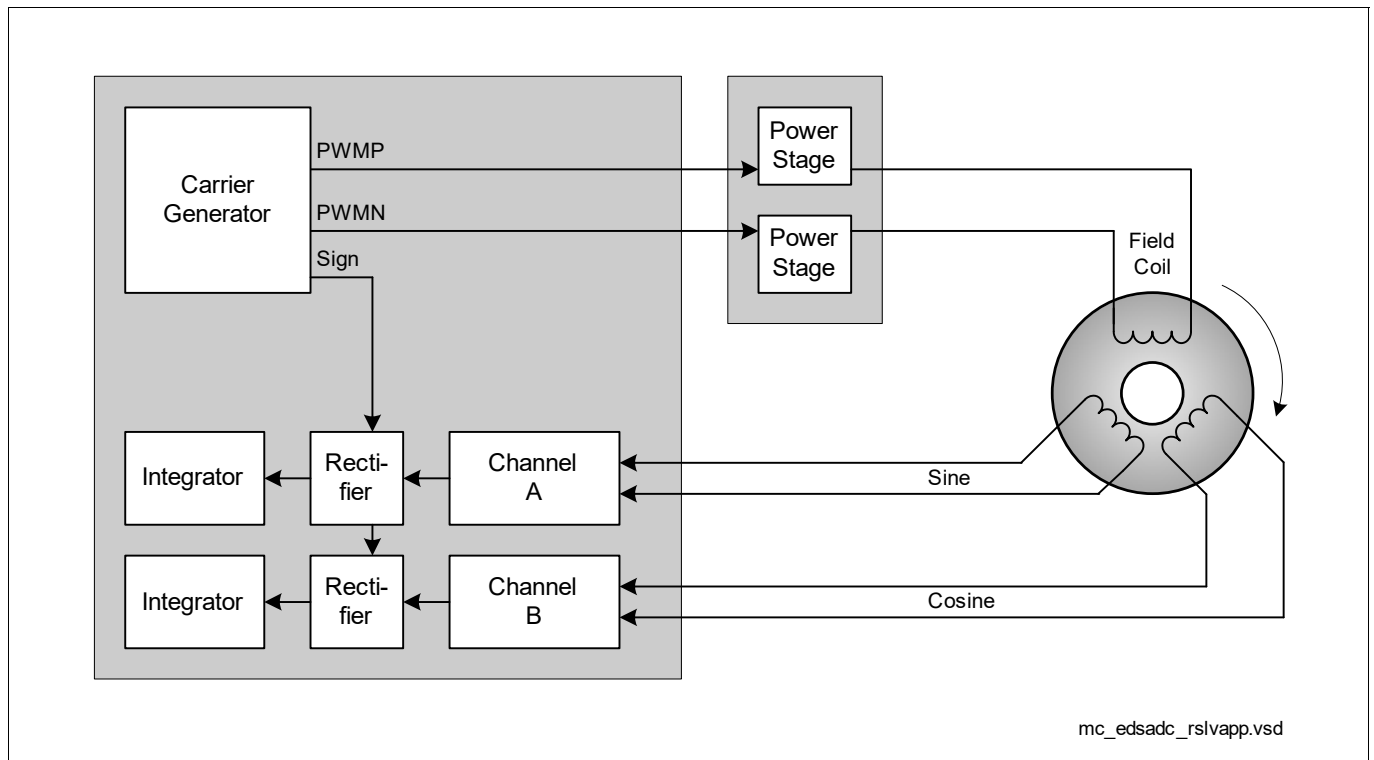 Carrier
Generator
PWMP
PWMN
Sign
Power
Stage
Power
Stage
Field
Coil
Integrator
Recti-
fier
Channel
A
Sine
Integrator
Recti-
fier
Channel
B
Cosine
mc_edsadc_rslvapp.vsd